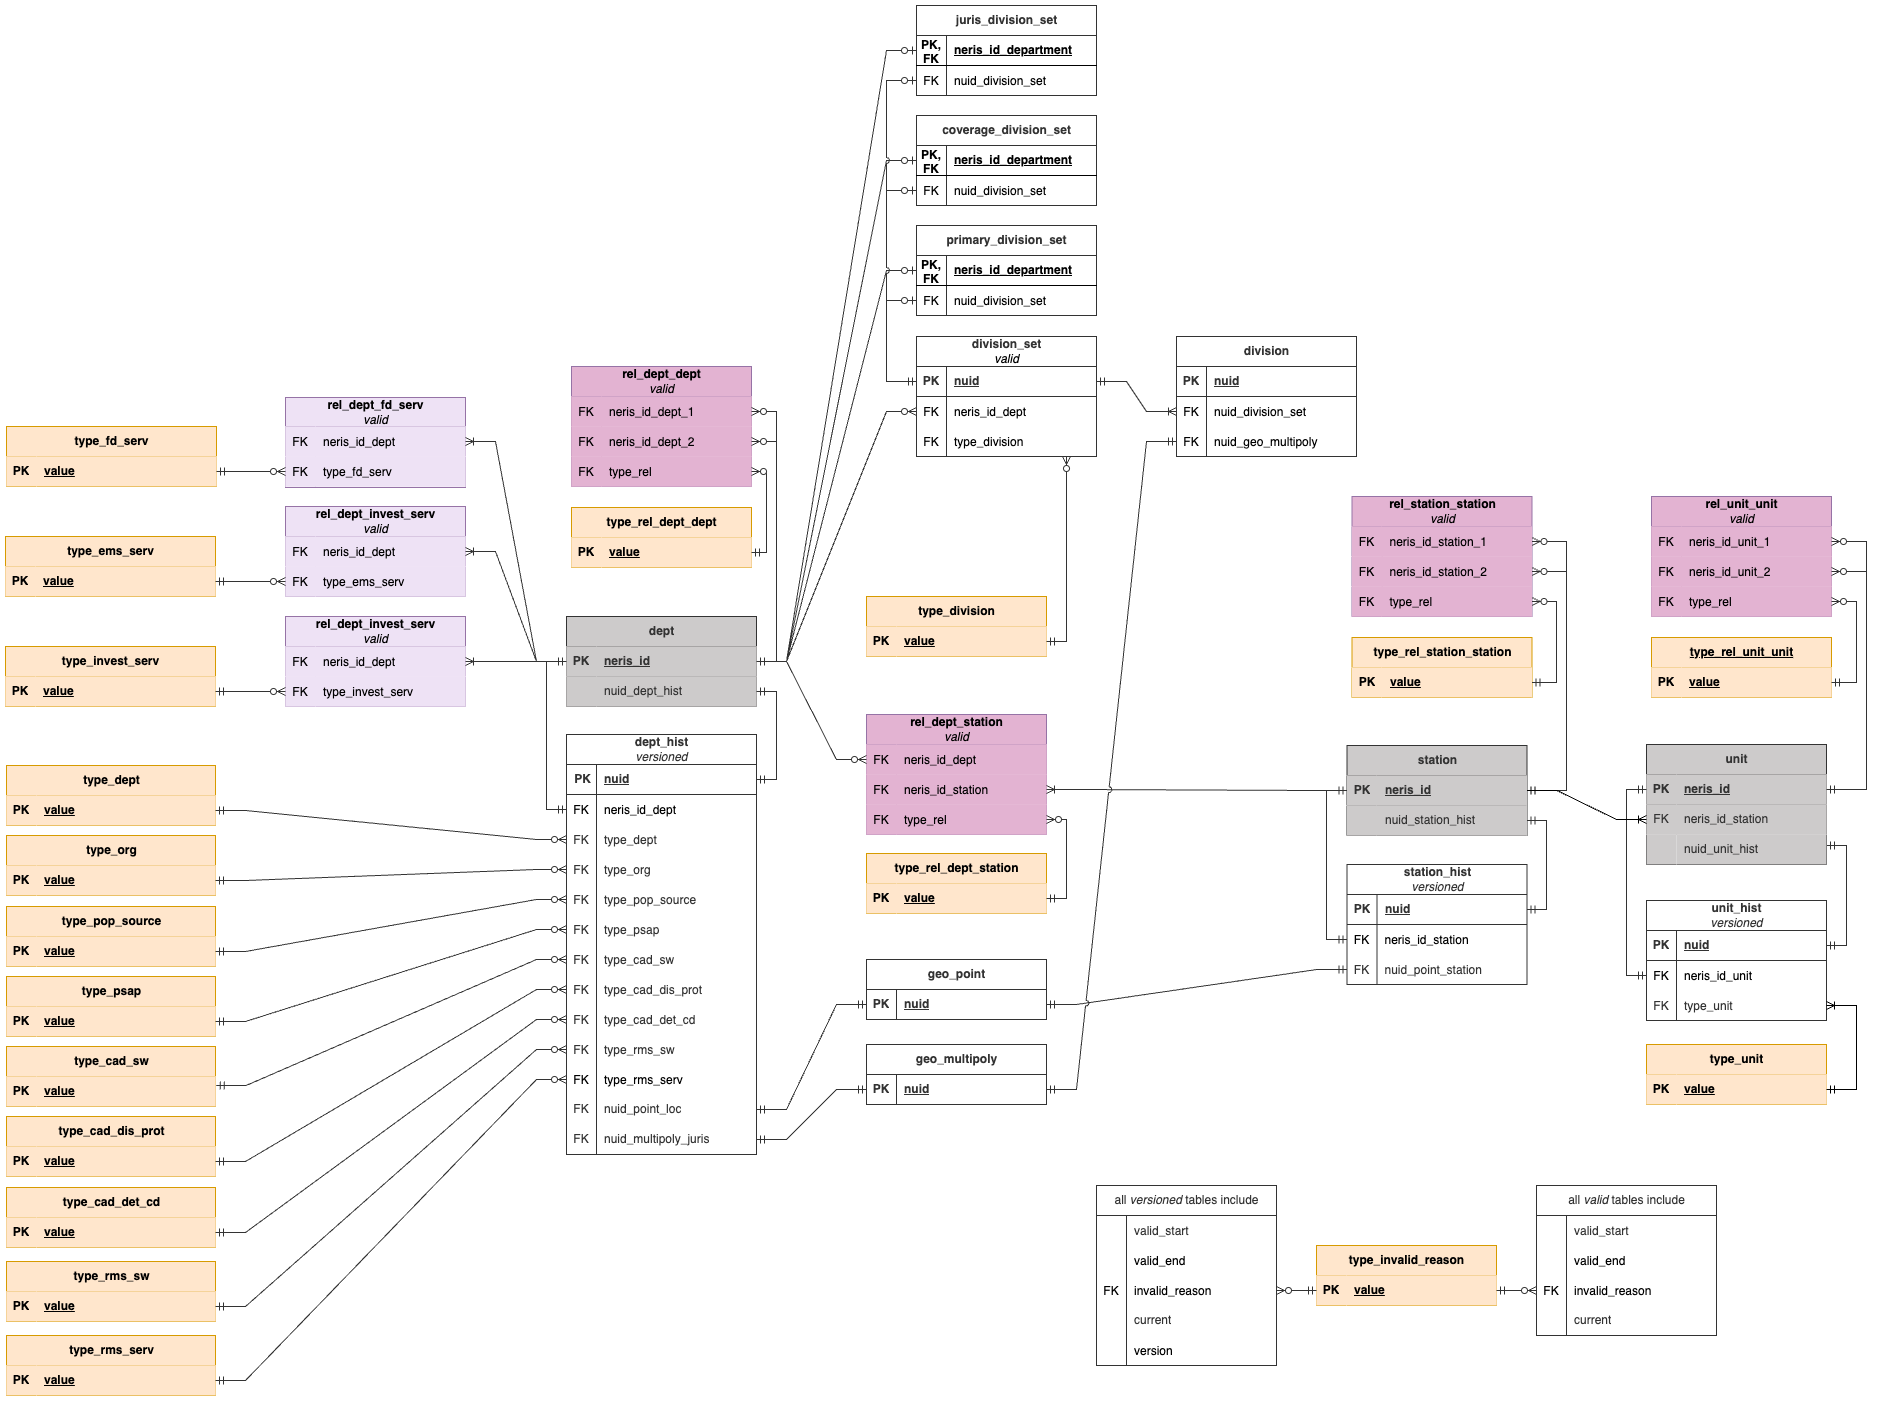 juris_division_set
PK, FK neris_id_department
FK nuid_division_set
coverage_division_set
PK, FK neris_id_department
FK nuid_division_set
primary_division_set
PK, FK neris_id_department
FK nuid_division_set
division_set
valid
PK nuid
FK neris_id_dept
FK type_division
division
PK nuid
FK nuid_division_set
FK nuid_geo_multipoly
rel_dept_dept
valid
FK neris_id_dept_1
FK neris_id_dept_2
FK type_rel
type_rel_dept_dept
PK value
rel_dept_fd_serv
valid
FK neris_id_dept
FK type_fd_serv
type_fd_serv
PK value
rel_dept_invest_serv
valid
FK neris_id_dept
FK type_ems_serv
type_ems_serv
PK value
rel_dept_invest_serv
valid
FK neris_id_dept
FK type_invest_serv
type_invest_serv
PK value
dept
PK neris_id
nuid_dept_hist
type_division
PK value
rel_station_station
valid
FK neris_id_station_1
FK neris_id_station_2
FK type_rel
type_rel_station_station
PK value
rel_unit_unit
valid
FK neris_id_unit_1
FK neris_id_unit_2
FK type_rel
type_rel_unit_unit
PK value
dept_hist
versioned
PK nuid
FK neris_id_dept
FK type_dept
FK type_org
FK type_pop_source
FK type_psap
FK type_cad_sw
FK type_cad_dis_prot
FK type_cad_det_cd
FK type_rms_sw
FK type_rms_serv
FK nuid_point_loc
FK nuid_multipoly_juris
rel_dept_station
valid
FK neris_id_dept
FK neris_id_station
FK type_rel
type_rel_dept_station
PK value
station
PK neris_id
nuid_station_hist
station_hist
versioned
PK nuid
FK neris_id_station
FK nuid_point_station
unit
PK neris_id
FK neris_id_station
nuid_unit_hist
unit_hist
versioned
PK nuid
FK neris_id_unit
FK type_unit
type_unit
PK value
geo_point
PK nuid
geo_multipoly
PK nuid
type_dept
PK value
type_org
PK value
type_pop_source
PK value
type_psap
PK value
type_cad_sw
PK value
type_cad_dis_prot
PK value
type_cad_det_cd
PK value
type_rms_sw
PK value
type_rms_serv
PK value
all versioned tables include
valid_start
valid_end
FK invalid_reason
current
version
type_invalid_reason
PK value
all valid tables include
valid_start
valid_end
FK invalid_reason
current